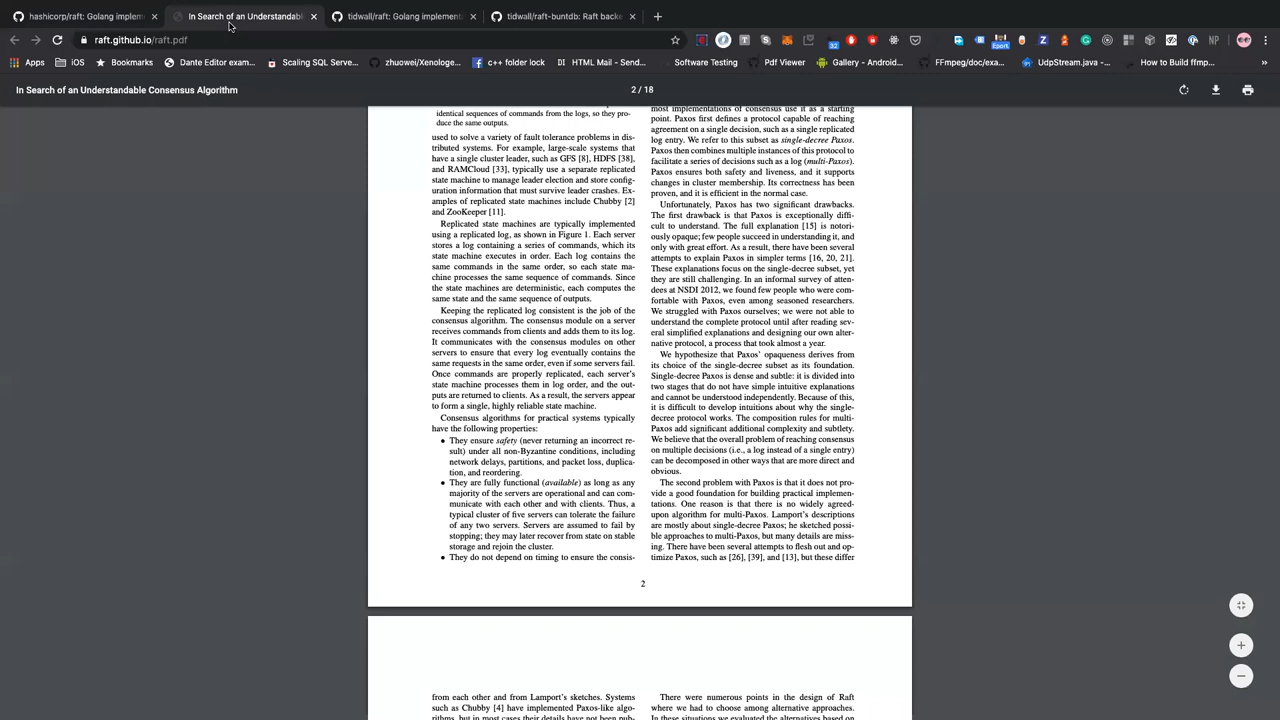 hashicorp/raft: Golang implem
In Search of an Understandabl
tidwall/raft: Golang implemen
tidwall/raft-buntdb: Raft backe
raft.github.io/raft.pdf
32
Eport
NP
Apps
iOS
Bookmarks
Dante Editor exam...
Scaling SQL Serve...
zhuowei/Xenologe...
c++ folder lock
DI HTML Mail - Send...
Software Testing
Pdf Viewer
Gallery - Android...
FFmpeg/doc/exa...
UdpStream.java -...
How to Build ffmp...
In Search of an Understandable Consensus Algorithm
2 / 18
identical sequences of commands from the logs, so they pro-
duce the same outputs.
used to solve a variety of fault tolerance problems in dis-
tributed systems. For example, large-scale systems that
have a single cluster leader, such as GFS [8], HDFS [38],
and RAMCloud [33], typically use a separate replicated
state machine to manage leader election and store config-
uration information that must survive leader crashes. Ex-
amples of replicated state machines include Chubby [2]
and ZooKeeper [11].
Replicated state machines are typically implemented
using a replicated log, as shown in Figure 1. Each server
stores a log containing a series of commands, which its
state machine executes in order. Each log contains the
same commands in the same order, so each state ma-
chine processes the same sequence of commands. Since
the state machines are deterministic, each computes the
same state and the same sequence of outputs.
Keeping the replicated log consistent is the job of the
consensus algorithm. The consensus module on a server
receives commands from clients and adds them to its log.
It communicates with the consensus modules on other
servers to ensure that every log eventually contains the
same requests in the same order, even if some servers fail.
Once commands are properly replicated, each server's
state machine processes them in log order, and the out-
puts are returned to clients. As a result, the servers appear
to form a single, highly reliable state machine.
Consensus algorithms for practical systems typically
have the following properties:
• They ensure safety (never returning an incorrect re-
sult) under all non-Byzantine conditions, including
network delays, partitions, and packet loss, duplica-
tion, and reordering.
• They are fully functional (available) as long as any
majority of the servers are operational and can com-
municate with each other and with clients. Thus, a
typical cluster of five servers can tolerate the failure
of any two servers. Servers are assumed to fail by
stopping; they may later recover from state on stable
storage and rejoin the cluster.
• They do not depend on timing to ensure the consis-
most implementations of consensus use it as a starting
point. Paxos first defines a protocol capable of reaching
agreement on a single decision, such as a single replicated
log entry. We refer to this subset as single-decree Paxos.
Paxos then combines multiple instances of this protocol to
facilitate a series of decisions such as a log (multi-Paxos).
Paxos ensures both safety and liveness, and it supports
changes in cluster membership. Its correctness has been
proven, and it is efficient in the normal case.
Unfortunately, Paxos has two significant drawbacks.
The first drawback is that Paxos is exceptionally diffi-
cult to understand. The full explanation [15] is notori-
ously opaque; few people succeed in understanding it, and
only with great effort. As a result, there have been several
attempts to explain Paxos in simpler terms [16, 20, 21].
These explanations focus on the single-decree subset, yet
they are still challenging. In an informal survey of atten-
dees at NSDI 2012, we found few people who were com-
fortable with Paxos, even among seasoned researchers.
We struggled with Paxos ourselves; we were not able to
understand the complete protocol until after reading sev-
eral simplified explanations and designing our own alter-
native protocol, a process that took almost a year.
We hypothesize that Paxos' opaqueness derives from
its choice of the single-decree subset as its foundation.
Single-decree Paxos is dense and subtle: it is divided into
two stages that do not have simple intuitive explanations
and cannot be understood independently. Because of this,
it is difficult to develop intuitions about why the single-
decree protocol works. The composition rules for multi-
Paxos add significant additional complexity and subtlety.
We believe that the overall problem of reaching consensus
on multiple decisions (i.e., a log instead of a single entry)
can be decomposed in other ways that are more direct and
obvious.
The second problem with Paxos is that it does not pro-
vide a good foundation for building practical implemen-
tations. One reason is that there is no widely agreed-
upon algorithm for multi-Paxos. Lamport's descriptions
are mostly about single-decree Paxos; he sketched possi-
ble approaches to multi-Paxos, but many details are miss-
ing. There have been several attempts to flesh out and op-
timize Paxos, such as [26], [39], and [13], but these differ
2
from each other and from Lamport's sketches. Systems
such as Chubby [4] have implemented Paxos-like algo-
rithms, but in most cases their details have not been pub-
There were numerous points in the design of Raft
where we had to choose among alternative approaches.
In these situations we evaluated the alternatives based on